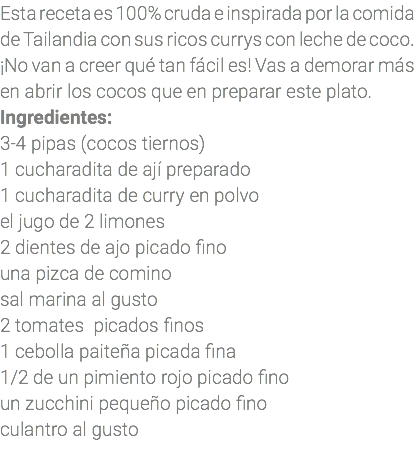 Esta receta es 100% cruda e inspirada por la comida
de Tailandia con sus ricos currys con leche de coco.
¡No van a creer qué tan fácil es! Vas a demorar más
en abrir los cocos que en preparar este plato.
Ingredientes:
3-4 pipas (cocos tiernos)
1 cucharadita de ají preparado
1 cucharadita de curry en polvo
el jugo de 2 limones
2 dientes de ajo picado fino
una pizca de comino
sal marina al gusto
2 tomates  picados finos
1 cebolla paiteña picada fina
1/2 de un pimiento rojo picado fino
un zucchini pequeño picado fino
culantro al gusto